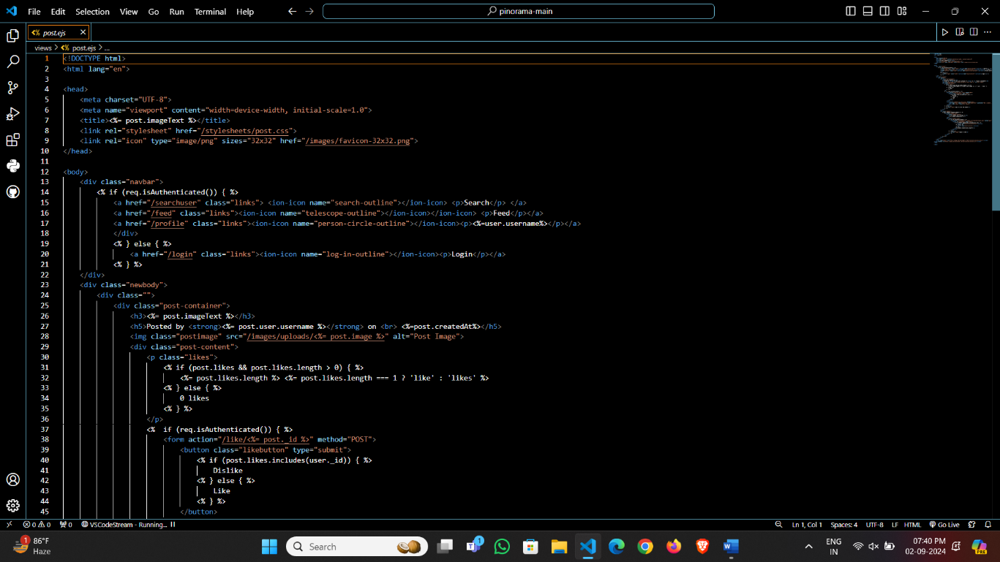 File Edit Selection View Go Run Terminal Help
pinorama-main
<% post.ejs
views > <% post.ejs > ...
1 <!DOCTYPE html>
2 <html lang="en">
3
4 <head>
5 <meta charset="UTF-8">
6 <meta name="viewport" content="width=device-width, initial-scale=1.0">
7 <title><%= post.imageText %></title>
8 <link rel="stylesheet" href="/stylesheets/post.css">
9 <link rel="icon" type="image/png" sizes="32x32" href="/images/favicon-32x32.png">
10 </head>
11
12 <body>
13 <div class="navbar">
14 <% if (req.isAuthenticated()) { %>
15 <a href="/searchuser" class="links"> <ion-icon name="search-outline"></ion-icon> <p>Search</p> </a>
16 <a href="/feed" class="links"><ion-icon name="telescope-outline"></ion-icon></ion-icon> <p>Feed</p></a>
17 <a href="/profile" class="links"><ion-icon name="person-circle-outline"></ion-icon><p><%=user.username%></p></a>
18 </div>
19 <% } else { %>
20 <a href="/login" class="links"><ion-icon name="log-in-outline"></ion-icon><p>Login</p></a>
21 <% } %>
22 </div>
23 <div class="newbody">
24 <div class="">
25 <div class="post-container">
26 <h3><%= post.imageText %></h3>
27 <h5>Posted by <strong><%= post.user.username %></strong> on <br> <%=post.createdAt%></h5>
28 <img class="postimage" src="/images/uploads/<%= post.image %>" alt="Post Image">
29 <div class="post-content">
30 <p class="likes">
31 <% if (post.likes && post.likes.length > 0) { %>
32 <%= post.likes.length %> <%= post.likes.length === 1 ? 'like' : 'likes' %>
33 <% } else { %>
34 0 likes
35 <% } %>
36 </p>
37 <%  if (req.isAuthenticated()) { %>
38 <form action="/like/<%= post._id %>" method="POST">
39 <button class="likebutton" type="submit">
40 <% if (post.likes.includes(user._id)) { %>
41 Dislike
42 <% } else { %>
43 Like
44 <% } %>
45 </button>
0 0 0 VSCodeStream - Running... Ln 1, Col 1 Spaces: 4 UTF-8 LF HTML Go Live
1 86°F
Haze
Search
1
ENG
IN
07:40 PM
02-09-2024
PRE